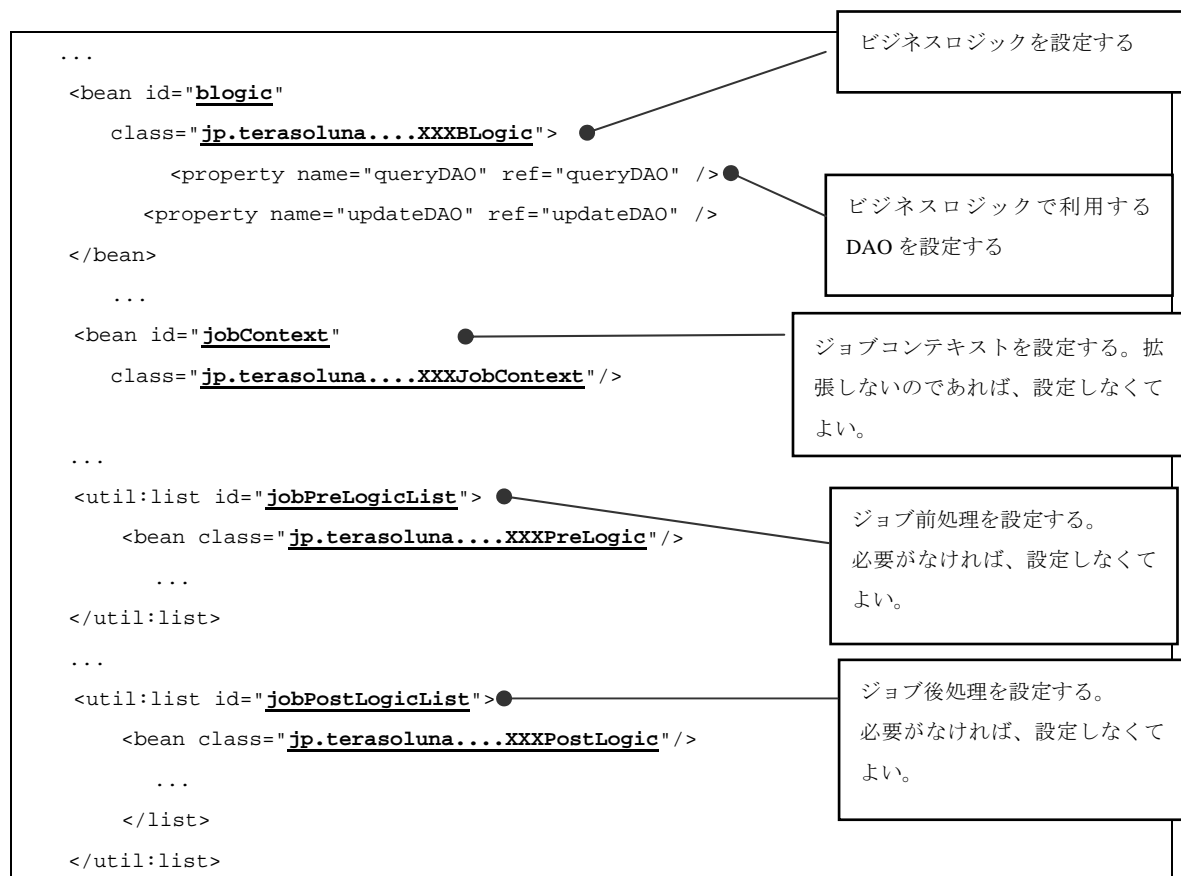 ...
<bean id="blogic"
class="jp.terasoluna....XXXBLogic">
<property name="queryDAO" ref="queryDAO" />
<property name="updateDAO" ref="updateDAO" />
</bean>
...
<bean id="jobContext"
class="jp.terasoluna....XXXJobContext"/>
...
<util:list id="jobPreLogicList">
<bean class="jp.terasoluna....XXXPreLogic"/>
...
</util:list>
...
<util:list id="jobPostLogicList">
<bean class="jp.terasoluna....XXXPostLogic"/>
...
</list>
</util:list>
ビジネスロジックを設定する
ビジネスロジックで利用する
DAO を設定する
ジョブコンテキストを設定する。拡
張しないのであれば、設定しなくて
よい。
ジョブ前処理を設定する。
必要がなければ、設定しなくて
よい。
ジョブ後処理を設定する。
必要がなければ、設定しなくて
よい。